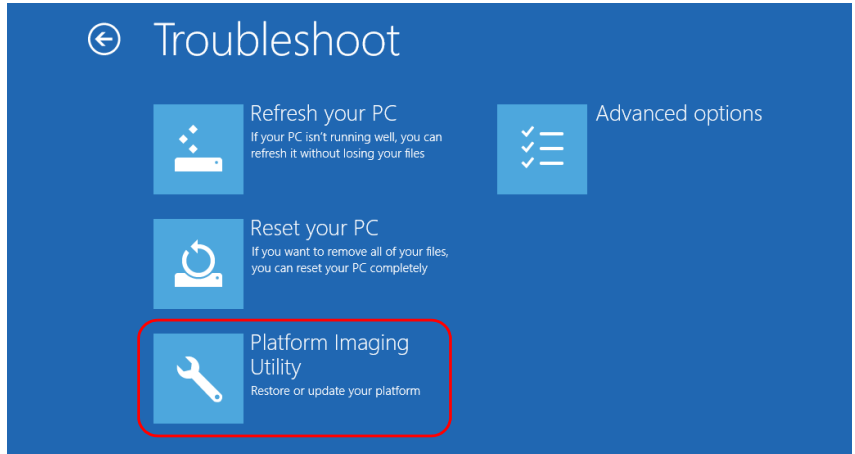 Troubleshoot
Refresh your PC
If your PC isn't running well, you can
refresh it without losing your files
Advanced options
Reset your PC
If you want to remove all of your files,
you can reset your PC completely
Platform Imaging
Utility
Restore or update your platform